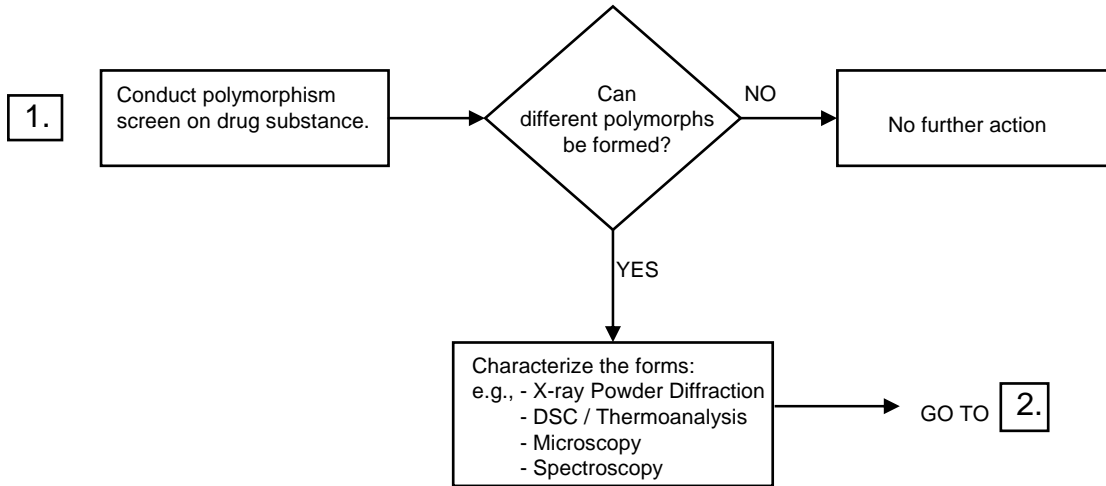 1.
Conduct polymorphism
screen on drug substance.
Can
different polymorphs
be formed?
NO
No further action
YES
Characterize the forms:
e.g., - X-ray Powder Diffraction
- DSC / Thermoanalysis
- Microscopy
- Spectroscopy
GO TO 2.